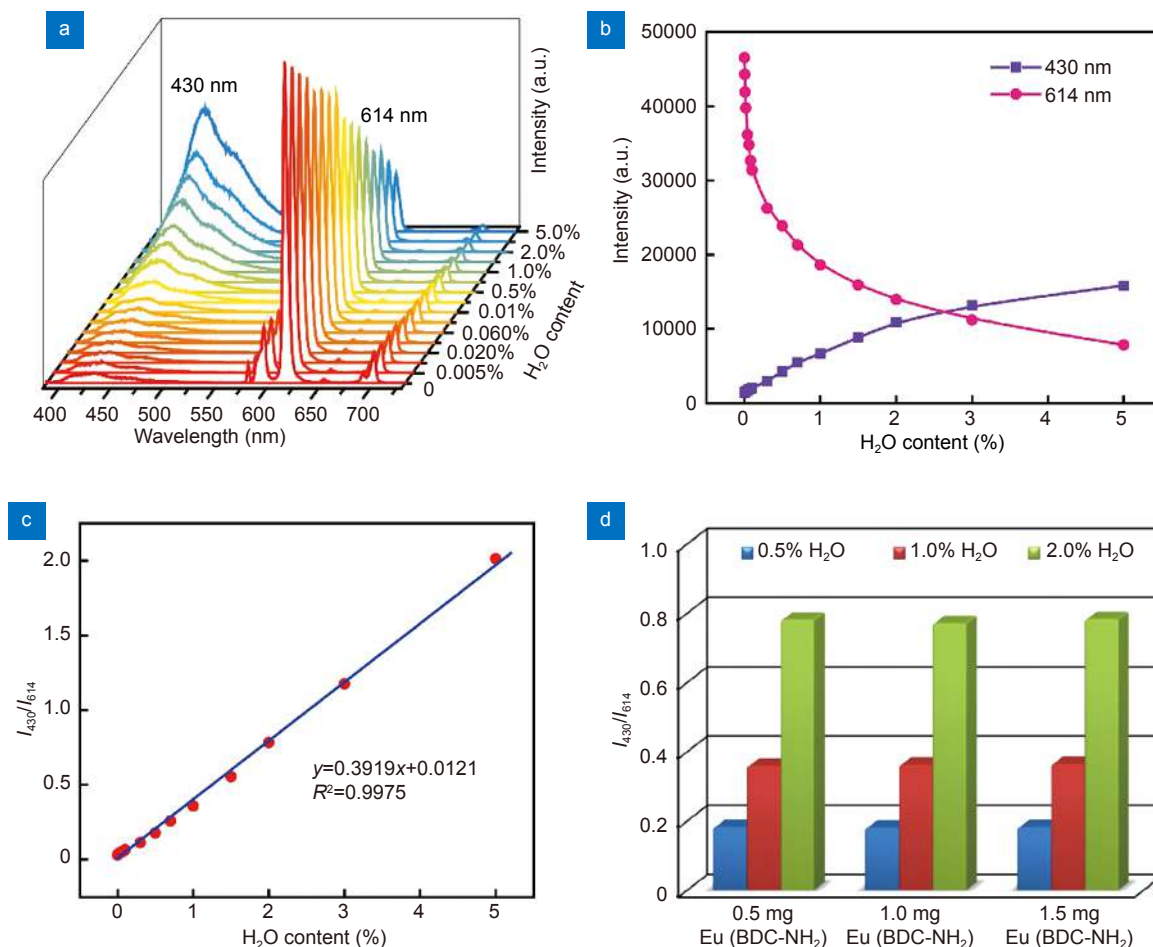 a
430 nm
614 nm
Intensity (a.u.)
5.0%
2.0%
1.0%
0.5%
0.01%
0.060%
0.020%
0.005%
0
H₂O content
400 450 500 550 600 650 700
Wavelength (nm)
b
50000
40000
30000
20000
10000
0
Intensity (a.u.)
430 nm
614 nm
0 1 2 3 4 5
H₂O content (%)
c
2.0
1.5
1.0
0.5
0
I₄₃₀/I₆₁₄
y=0.3919x+0.0121
R²=0.9975
0 1 2 3 4 5
H₂O content (%)
d
1.0
0.8
0.6
0.4
0.2
0
I₄₃₀/I₆₁₄
0.5% H₂O 1.0% H₂O 2.0% H₂O
0.5 mg 1.0 mg 1.5 mg
Eu (BDC-NH₂) Eu (BDC-NH₂) Eu (BDC-NH₂)